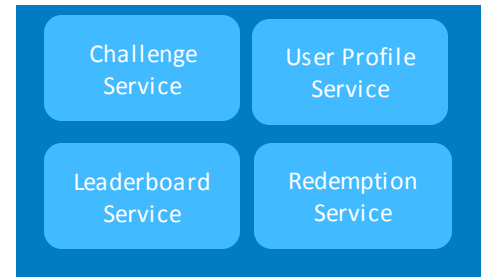 Challenge
Service
User Profile
Service
Leaderboard
Service
Redemption
Service